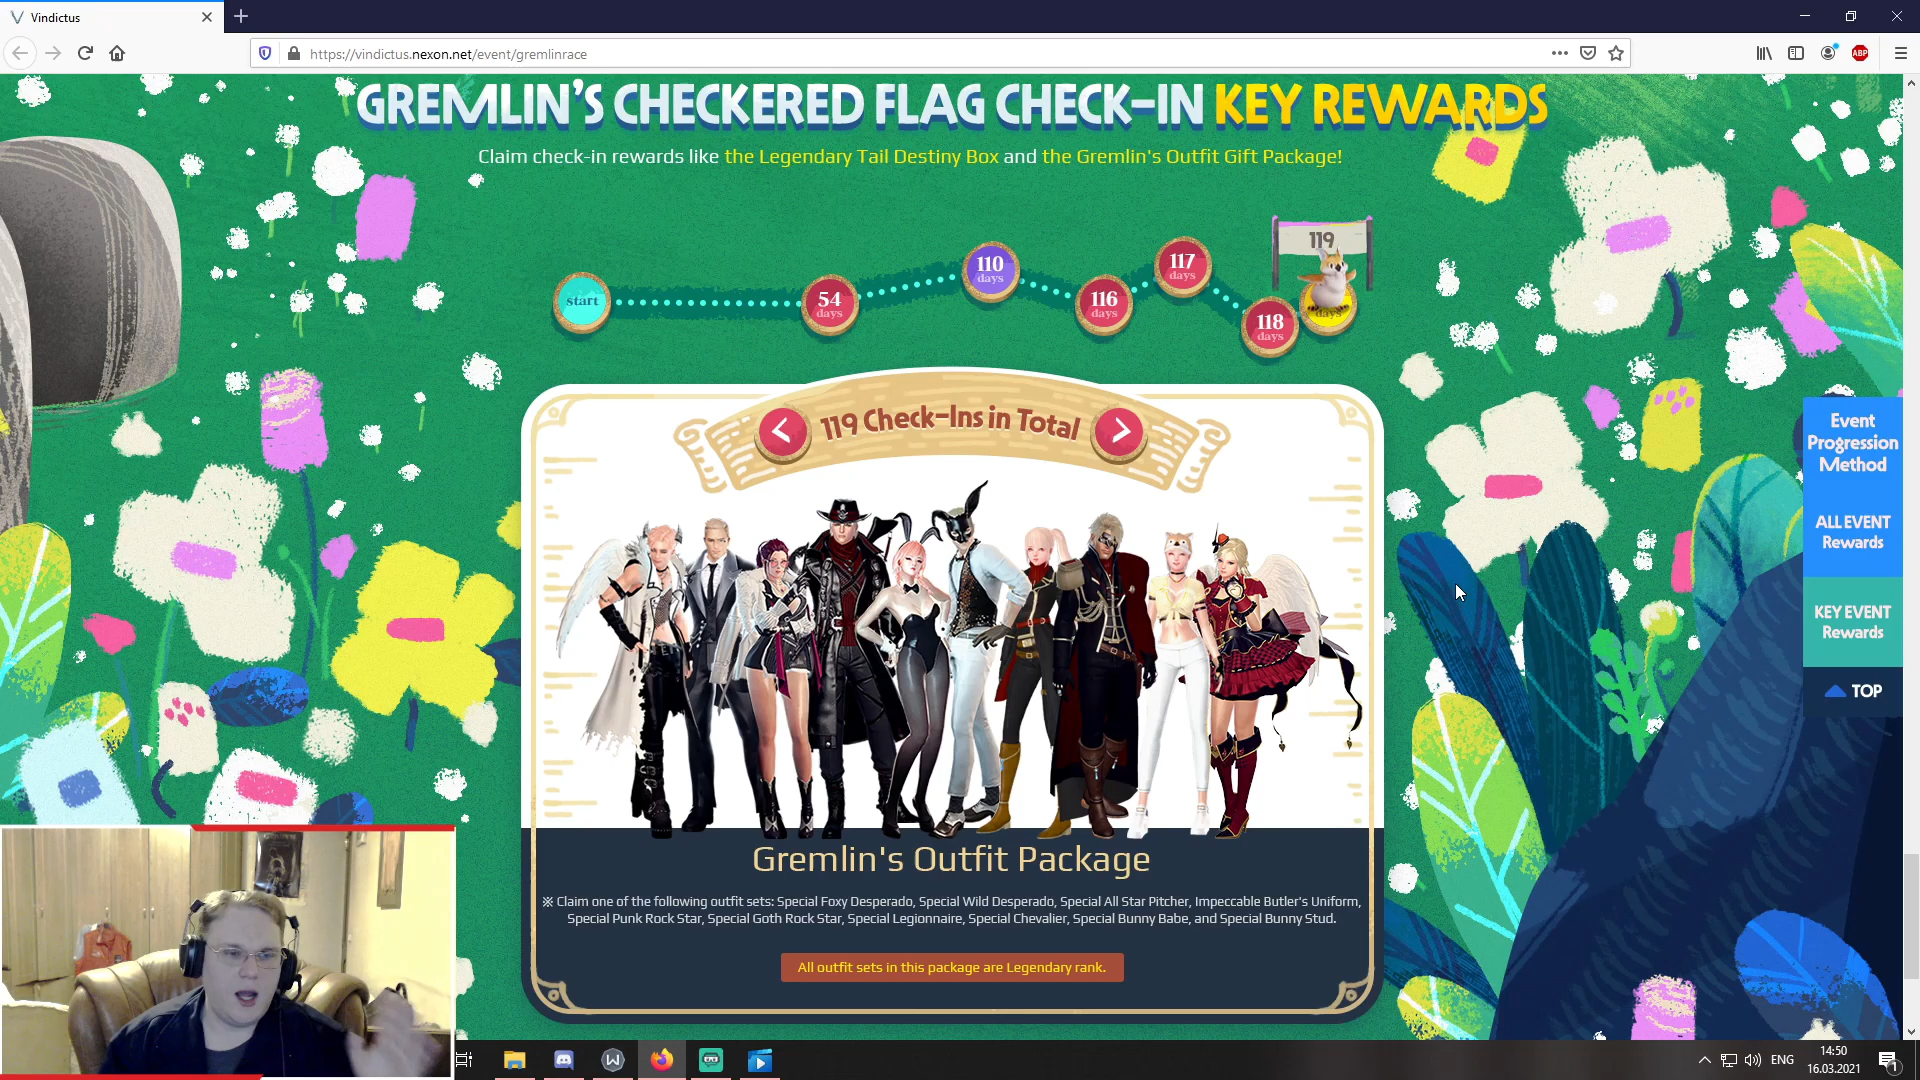 Vindictus
https://vindictus.nexon.net/event/gremlinrace
ABP
GREMLIN'S CHECKERED FLAG CHECK-IN KEY REWARDS
Claim check-in rewards like the Legendary Tail Destiny Box and the Gremlin's Outfit Gift Package!
119
117
days
110
days
start
54
days
116
days
118
days
days
119 Check-Ins in Total
Event
Progression
Method
ALL EVENT
Rewards
KEY EVENT
Rewards
TOP
Gremlin's Outfit Package
※ Claim one of the following outfit sets: Special Foxy Desperado, Special Wild Desperado, Special All Star Pitcher, Impeccable Butler's Uniform,
Special Punk Rock Star, Special Goth Rock Star, Special Legionnaire, Special Chevalier, Special Bunny Babe, and Special Bunny Stud.
All outfit sets in this package are Legendary rank.
ENG
14:50
16.03.2021
1